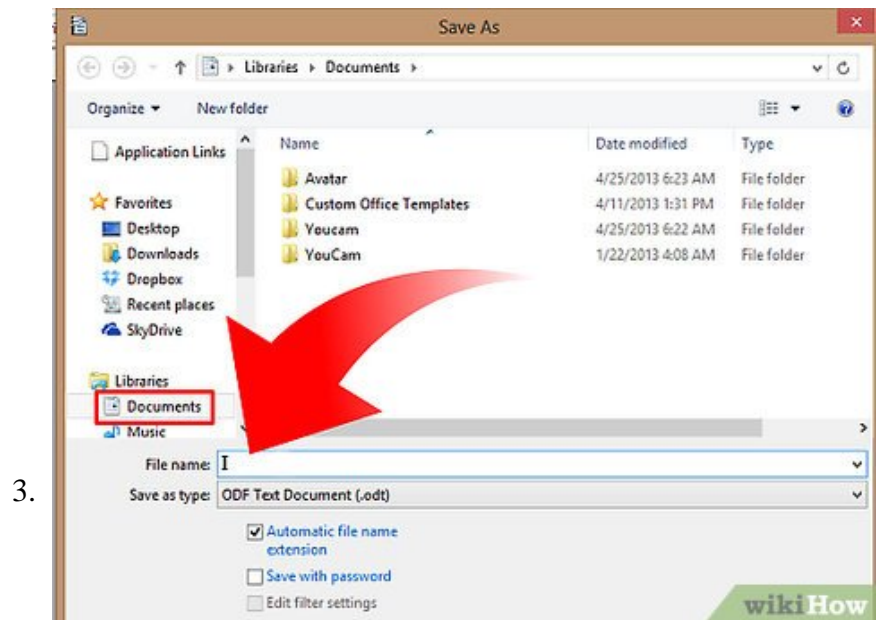 Save As
Libraries Documents
Organize New folder
Name Date modified Type
Application Links
Avatar 4/25/2013 6:23 AM File folder
Favorites Custom Office Templates 4/11/2013 1:31 PM File folder
Desktop Youcam 4/25/2013 6:22 AM File folder
Downloads YouCam 1/22/2013 4:08 AM File folder
Dropbox
Recent places
SkyDrive
Libraries
Documents
Music
File name:
3. Save as type: ODF Text Document (.odt)
Automatic file name
extension
Save with password
Edit filter settings
wikiHow